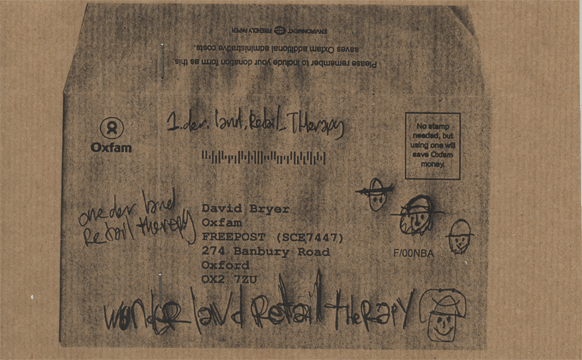 Please remember to include your donation form as this
saves Oxfam additional administrative costs.
ENVIRONMENT FRIENDLY PAPER
1.der. land, Retail Therapy
Oxfam
No stamp
needed, but
using one will
save Oxfam
money.
oneder land
Retail therapy
David Bryer
Oxfam
FREEPOST (SCE7447)
274 Banbury Road
Oxford
OX2 7ZU
F/00NBA
wonder land Retail therapy